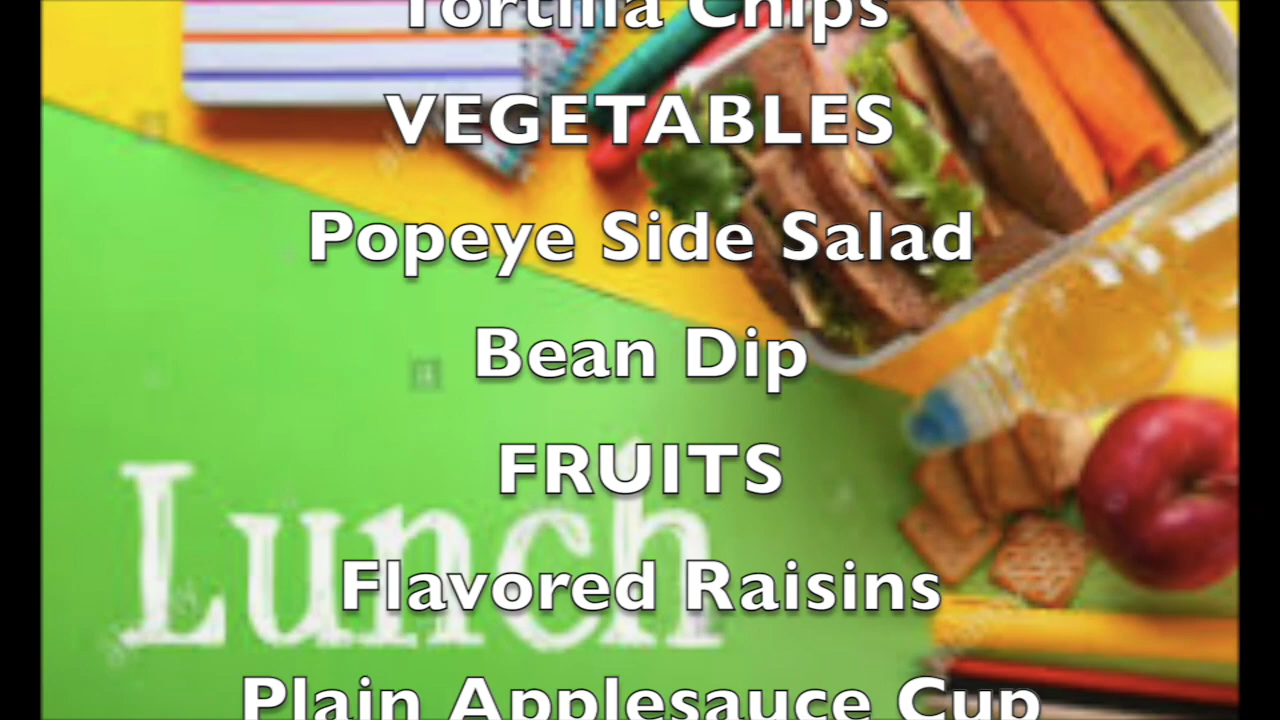 Tortilla Chips
VEGETABLES
Popeye Side Salad
Bean Dip
FRUITS
Lunch
Flavored Raisins
Plain Applesauce Cup